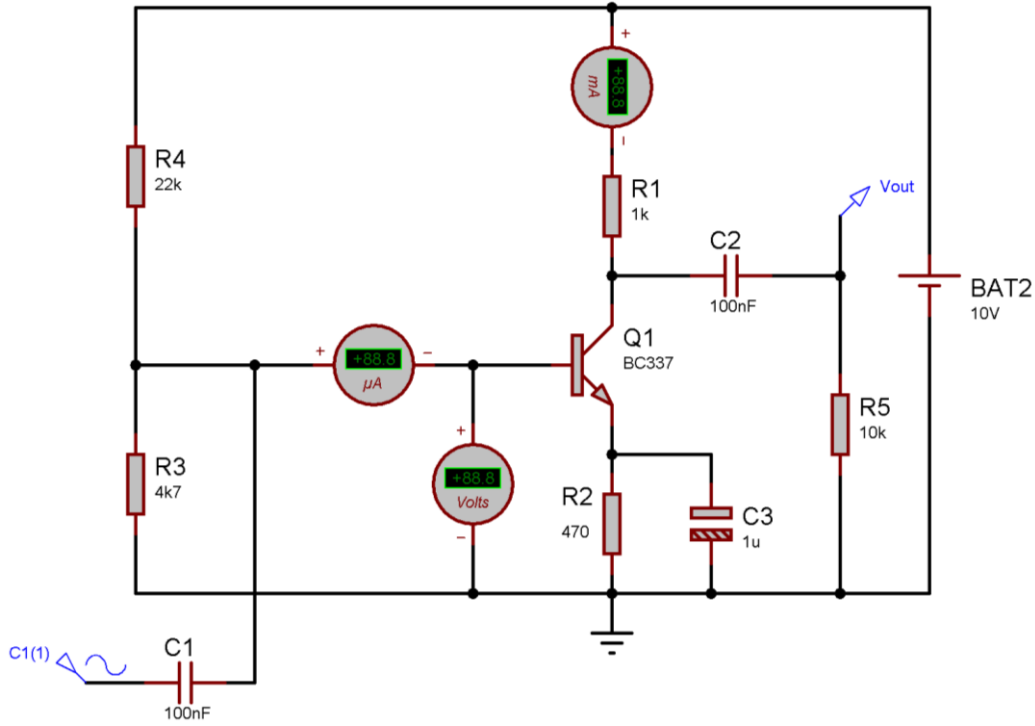 +
+88.8
mA
−
R4
22k
R1
1k
Vout
C2
100nF
BAT2
10V
Q1
BC337
+
+88.8
−
µA
R5
10k
+
+88.8
Volts
−
R3
4k7
R2
470
C3
1u
C1(1)
C1
100nF